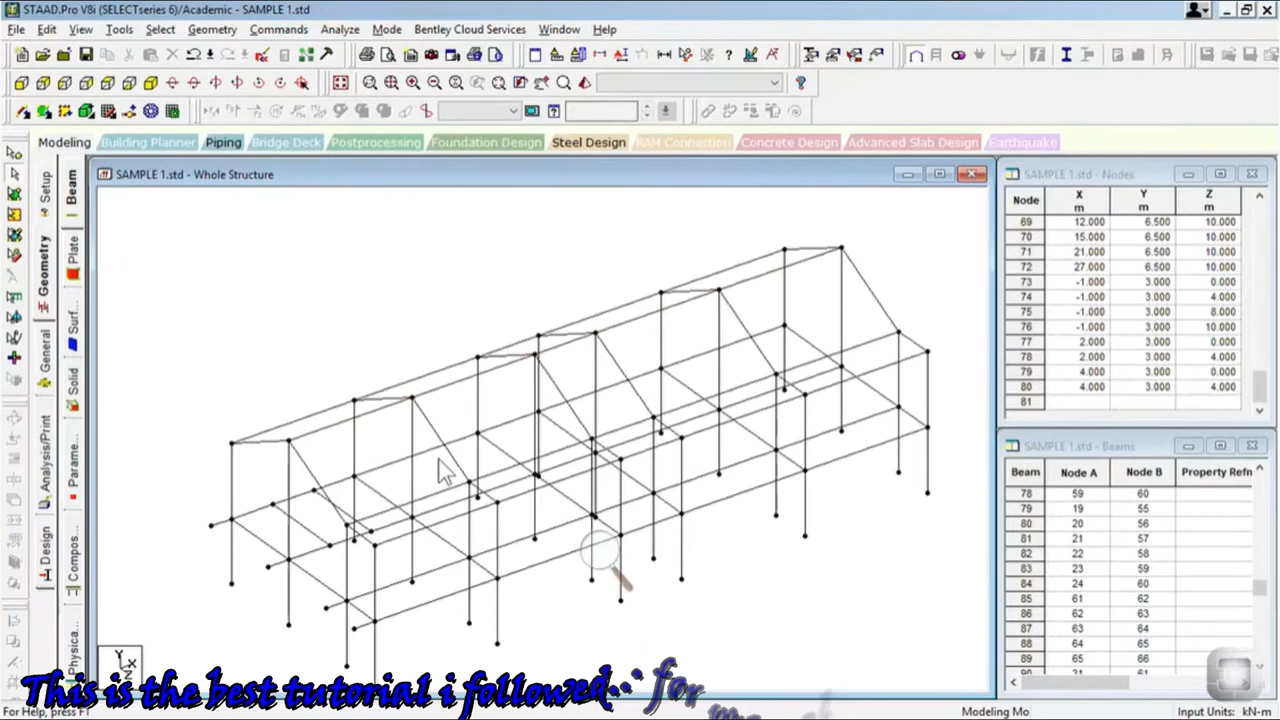 STAAD.Pro V8i (SELECTseries 6)/Academic - SAMPLE 1.std
File Edit View Tools Select Geometry Commands Analyze Mode Bentley Cloud Services Window Help
Modeling Building Planner Piping Bridge Deck Postprocessing Foundation Design Steel Design RAM Connection Concrete Design Advanced Slab Design Earthquake
Setup
Geometry
General
Analysis/Print
Design
Beam
Plate
Surf...
Solid
Parame...
Compos...
Physica...
SAMPLE 1.std - Whole Structure
SAMPLE 1.std - Nodes
Node X m Y m Z m
69 12.000 6.500 10.000
70 15.000 6.500 10.000
71 21.000 6.500 10.000
72 27.000 6.500 10.000
73 -1.000 3.000 0.000
74 -1.000 3.000 4.000
75 -1.000 3.000 8.000
76 -1.000 3.000 10.000
77 2.000 3.000 0.000
78 2.000 3.000 4.000
79 4.000 3.000 0.000
80 4.000 3.000 4.000
81
SAMPLE 1.std - Beams
Beam Node A Node B Property Refn
78 59 60
79 19 55
80 20 56
81 21 57
82 22 58
83 23 59
84 24 60
85 61 62
86 62 63
87 63 64
88 64 65
89 65 66
Y
X
This is the best tutorial i followed... for
For Help, press F1
Modeling Mo
Input Units: kN-m